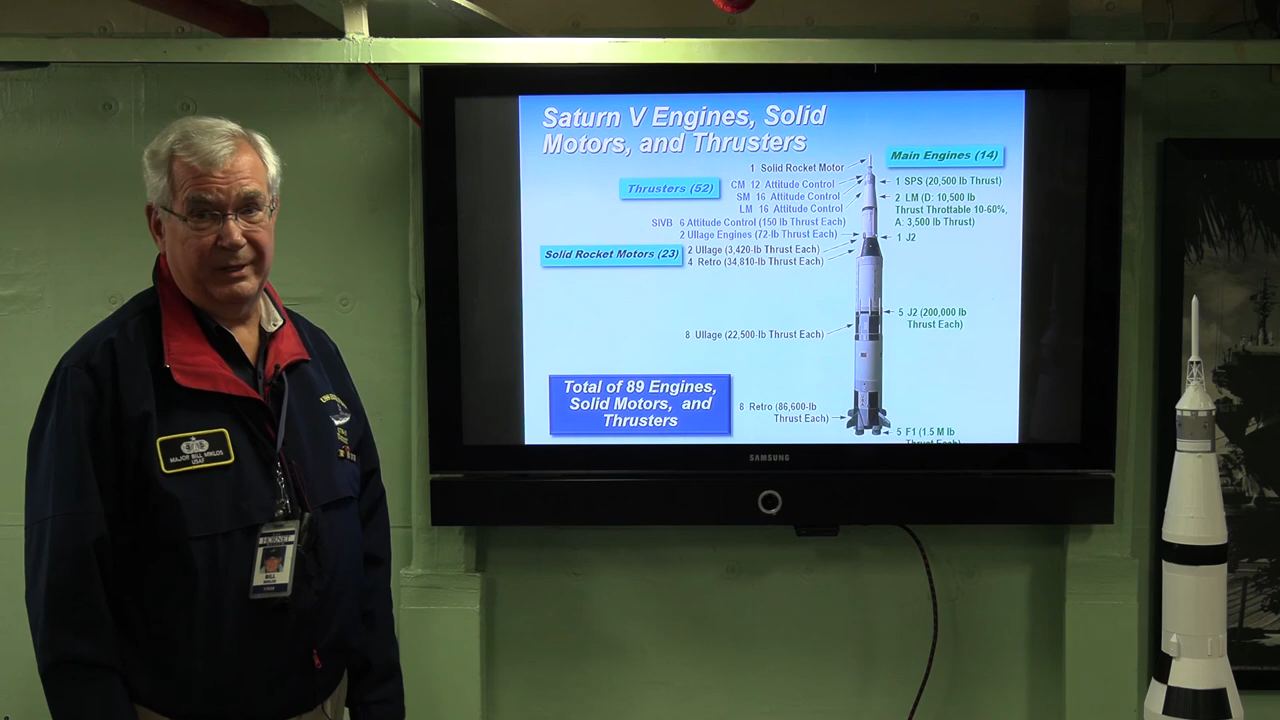 Saturn V Engines, Solid
Motors, and Thrusters
Main Engines (14)
1 Solid Rocket Motor
Thrusters (52)
CM 12 Attitude Control
SM 16 Attitude Control
LM 16 Attitude Control
SIVB 6 Attitude Control (150 lb Thrust Each)
2 Ullage Engines (72-lb Thrust Each)
1 SPS (20,500 lb Thrust)
2 LM (D: 10,500 lb
Thrust Throttable 10-60%,
A. 3,500 lb Thrust)
1 J2
Solid Rocket Motors (23)
2 Ullage (3,420-lb Thrust Each)
4 Retro (34,810-lb Thrust Each)
5 J2 (200,000 lb
Thrust Each)
8 Ullage (22,500-lb Thrust Each)
Total of 89 Engines,
Solid Motors, and
Thrusters
8 Retro (86,600-lb
Thrust Each)
5 F1 (1.5 M lb
Thrust Each)
SAMSUNG
MAJOR BILL MIKLOS
USAF
HORNET
BILL